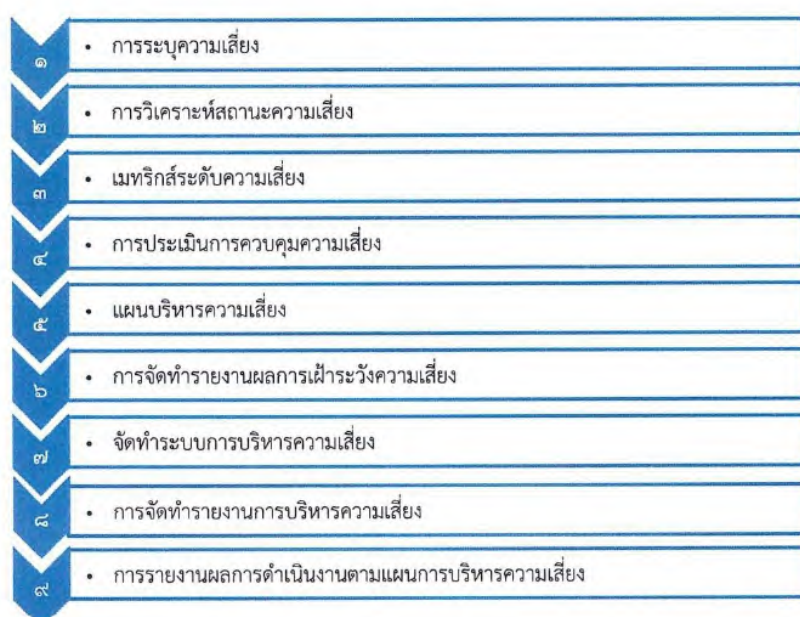 ๑ • การระบุความเสี่ยง
๒ • การวิเคราะห์สถานะความเสี่ยง
๓ • เมทริกส์ระดับความเสี่ยง
๔ • การประเมินการควบคุมความเสี่ยง
๕ • แผนบริหารความเสี่ยง
๖ • การจัดทำรายงานผลการเฝ้าระวังความเสี่ยง
๗ • จัดทำระบบการบริหารความเสี่ยง
๘ • การจัดทำรายงานการบริหารความเสี่ยง
๙ • การรายงานผลการดำเนินงานตามแผนการบริหารความเสี่ยง